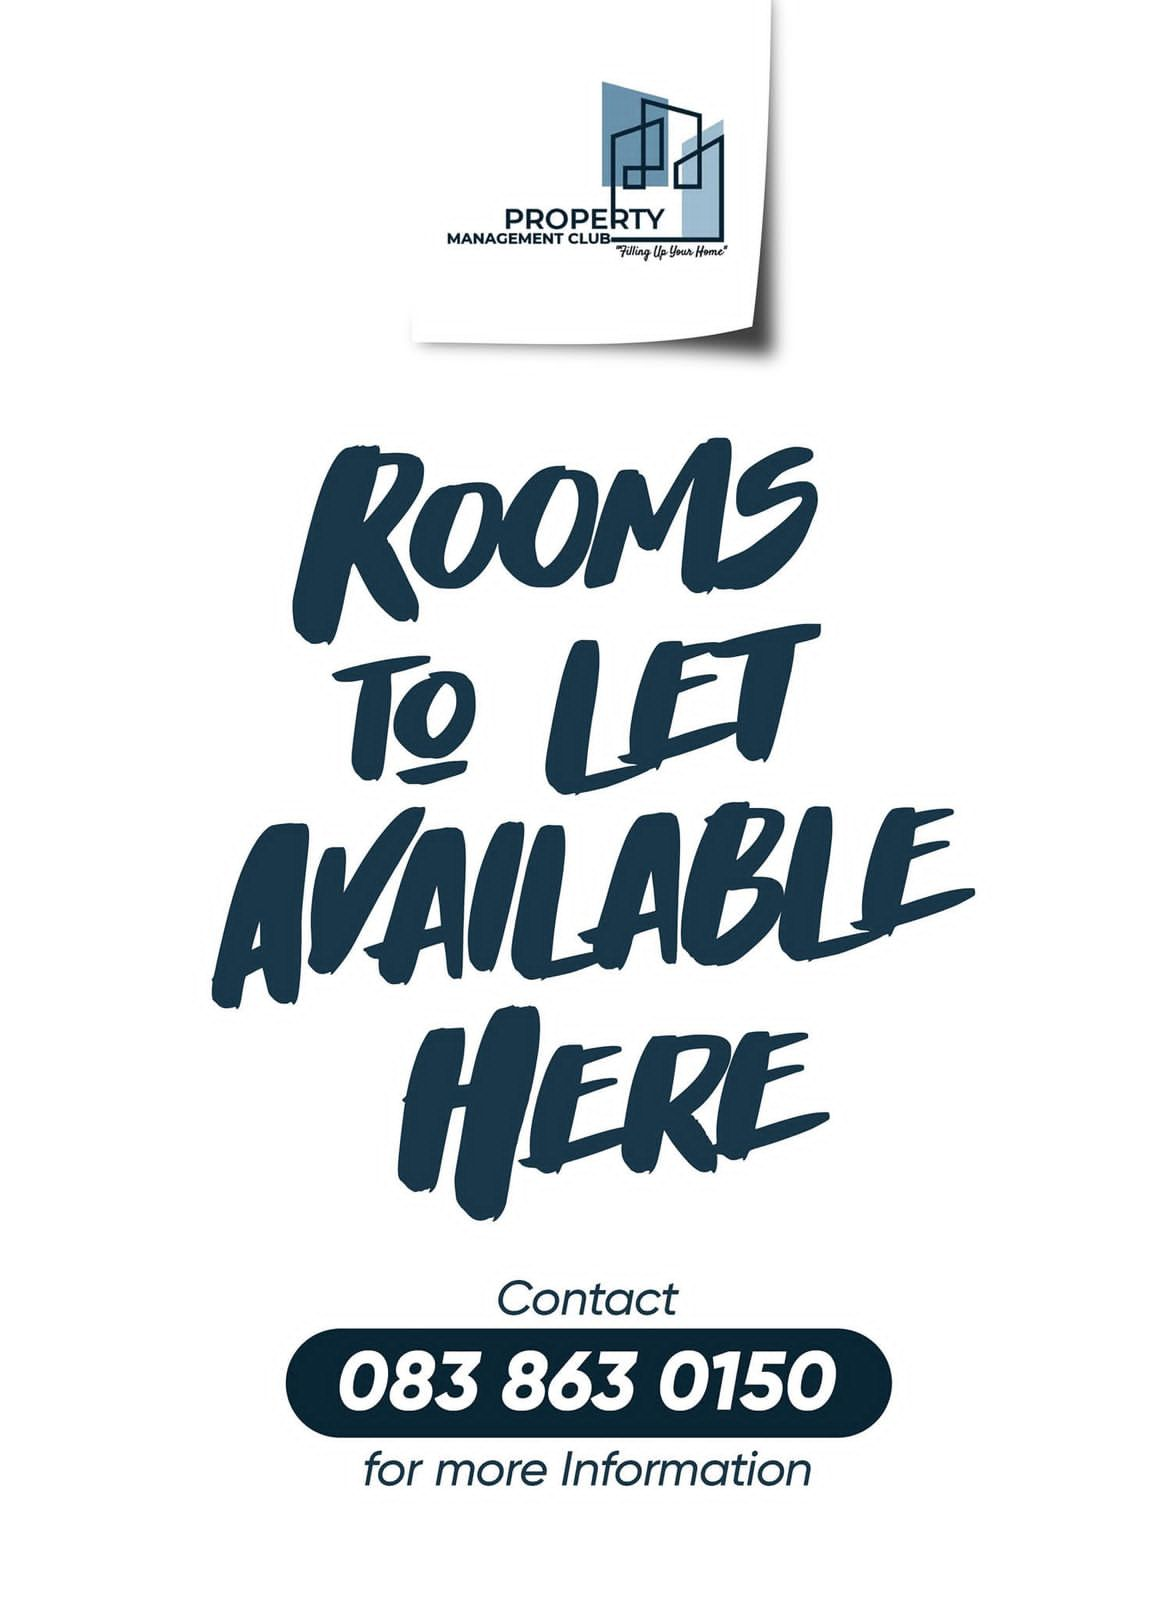 PROPERTY
MANAGEMENT CLUB
"Filling Up Your Home"
ROOMS
TO LET
AVAILABLE
HERE
Contact
083 863 0150
for more Information